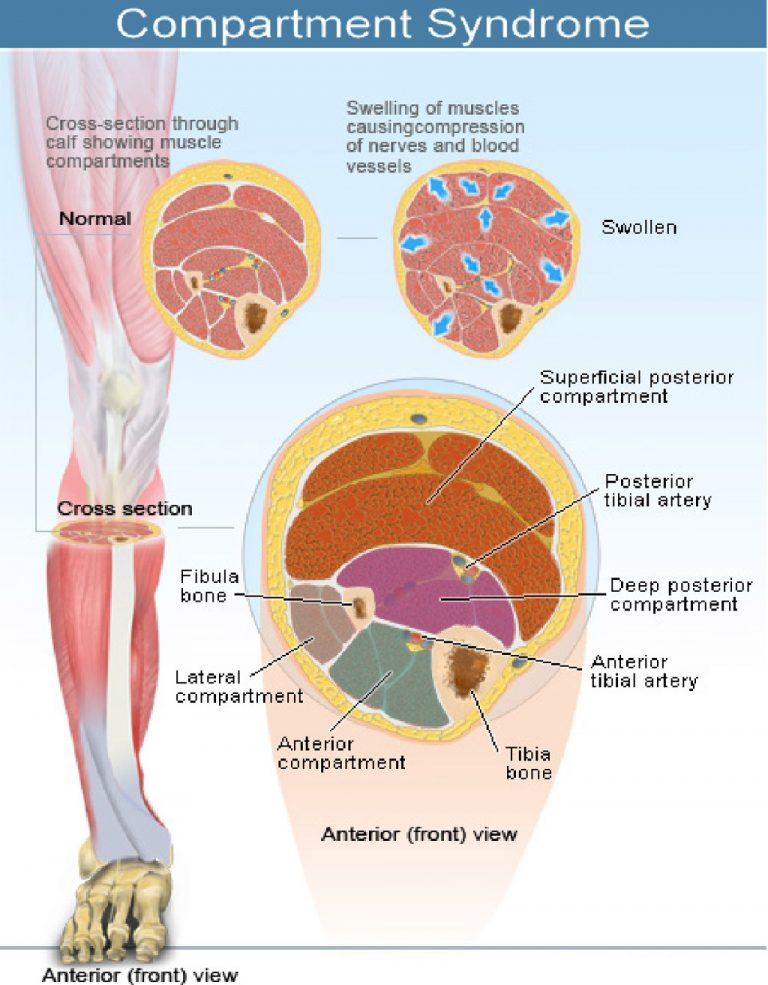 Compartment Syndrome
Cross-section through
calf showing muscle
compartments
Swelling of muscles
causingcompression
of nerves and blood
vessels
Normal
Swollen
Superficial posterior
compartment
Posterior
tibial artery
Cross section
Fibula
bone
Deep posterior
compartment
Lateral
compartment
Anterior
tibial artery
Anterior
compartment
Tibia
bone
Anterior (front) view
Anterior (front) view